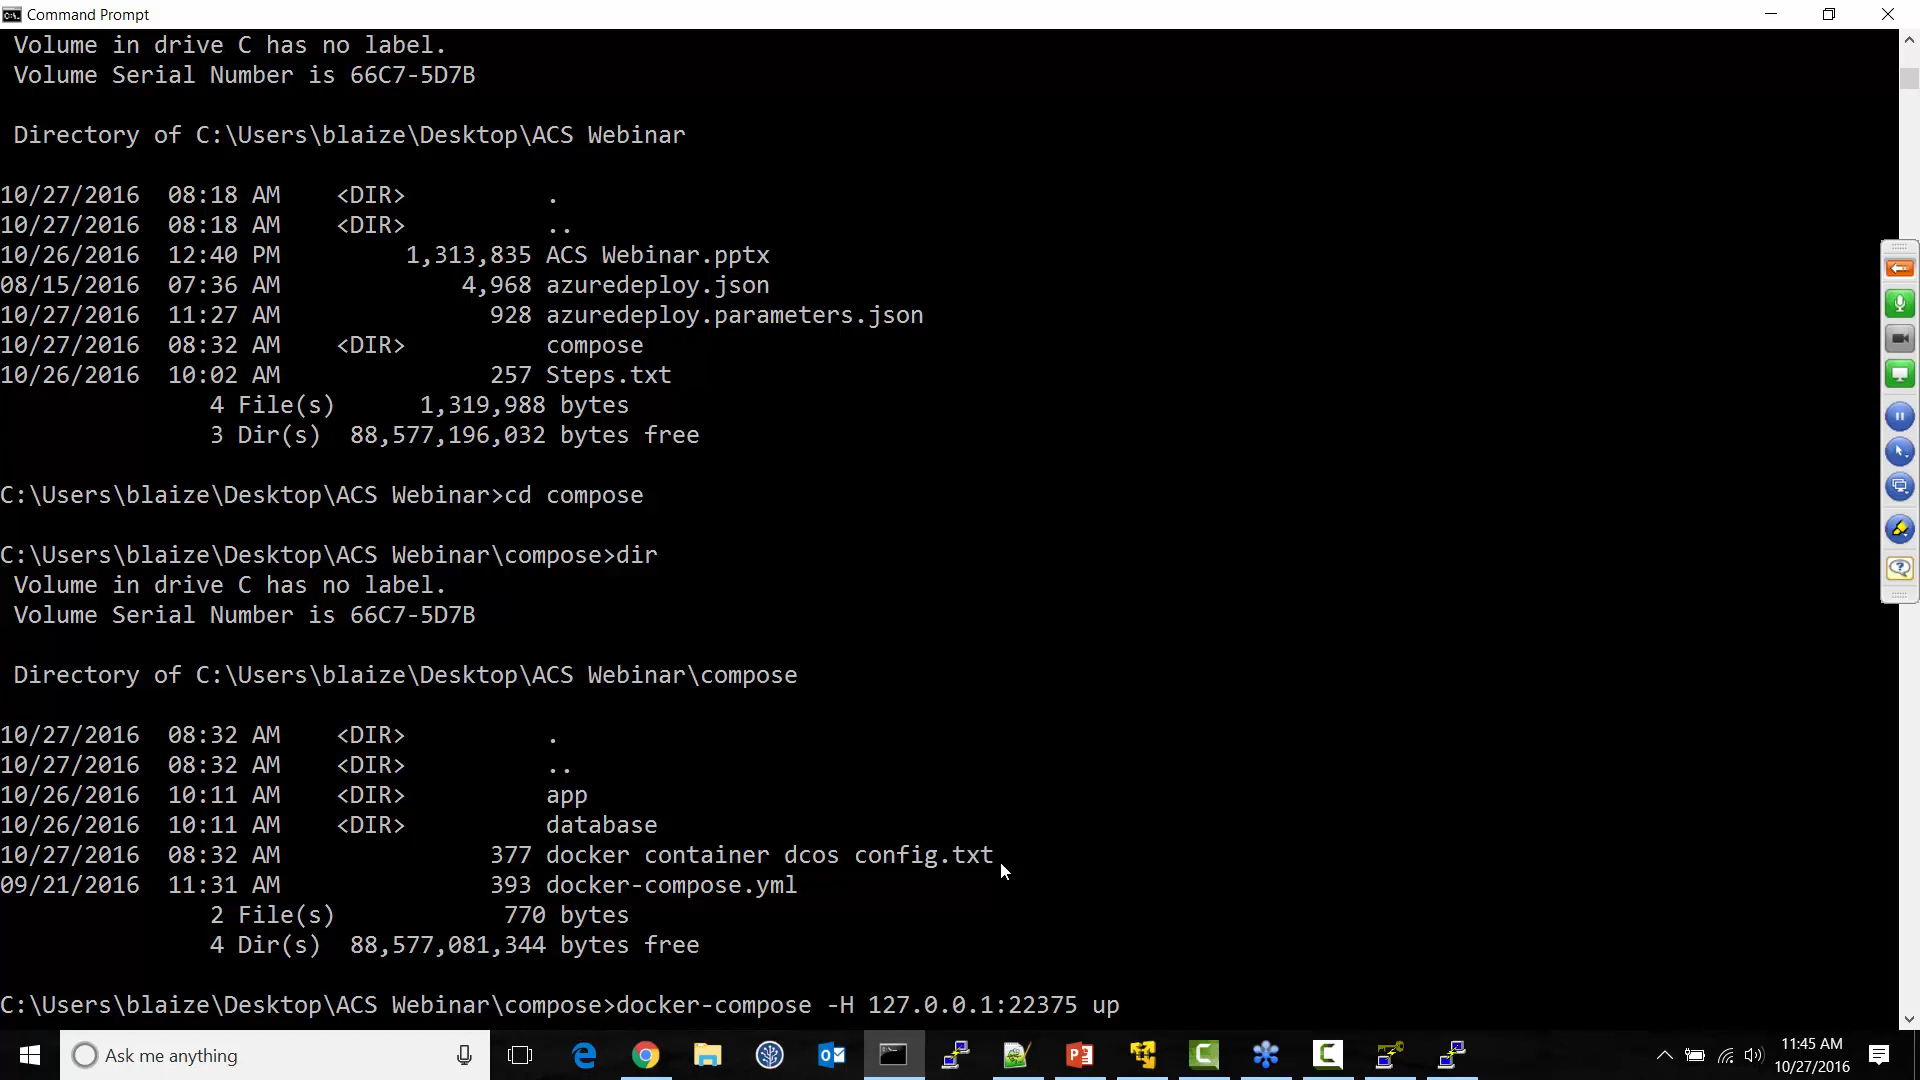 Command Prompt
Volume in drive C has no label.
Volume Serial Number is 66C7-5D7B
Directory of C:\Users\blaize\Desktop\ACS Webinar
10/27/2016  08:18 AM    <DIR>          .
10/27/2016  08:18 AM    <DIR>          ..
10/26/2016  12:40 PM         1,313,835 ACS Webinar.pptx
08/15/2016  07:36 AM             4,968 azuredeploy.json
10/27/2016  11:27 AM               928 azuredeploy.parameters.json
10/27/2016  08:32 AM    <DIR>          compose
10/26/2016  10:02 AM               257 Steps.txt
4 File(s)      1,319,988 bytes
3 Dir(s)  88,577,196,032 bytes free
C:\Users\blaize\Desktop\ACS Webinar>cd compose
C:\Users\blaize\Desktop\ACS Webinar\compose>dir
Volume in drive C has no label.
Volume Serial Number is 66C7-5D7B
Directory of C:\Users\blaize\Desktop\ACS Webinar\compose
10/27/2016  08:32 AM    <DIR>          .
10/27/2016  08:32 AM    <DIR>          ..
10/26/2016  10:11 AM    <DIR>          app
10/26/2016  10:11 AM    <DIR>          database
10/27/2016  08:32 AM               377 docker container dcos config.txt
09/21/2016  11:31 AM               393 docker-compose.yml
2 File(s)            770 bytes
4 Dir(s)  88,577,081,344 bytes free
C:\Users\blaize\Desktop\ACS Webinar\compose>docker-compose -H 127.0.0.1:22375 up
Ask me anything
11:45 AM
10/27/2016